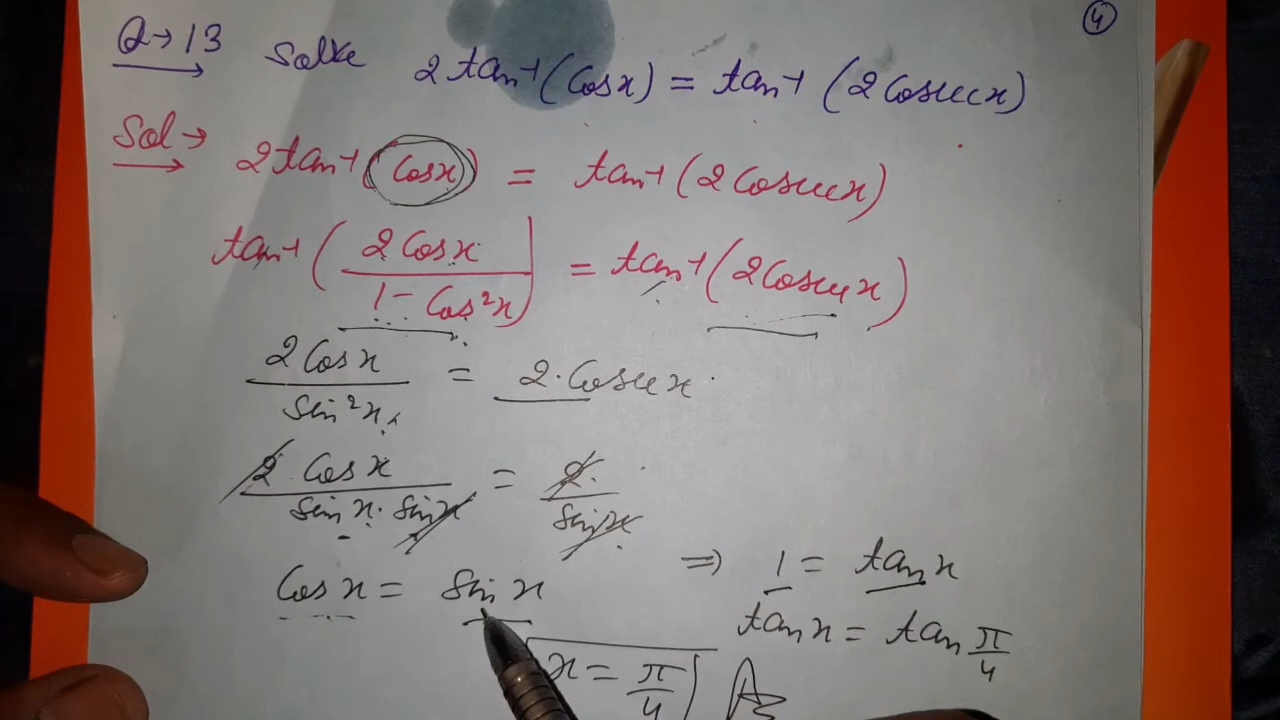 ④
Q→13 Solve 2tan⁻¹(Cosx) = tan⁻¹(2Cosecx)
Sol→ 2tan⁻¹(Cosx) = tan⁻¹(2Cosecx)
tan⁻¹(2Cosx / 1-Cos²x) = tan⁻¹(2Cosecx)
2Cosx / Sin²x = 2·Cosecx
2 Cosx / Sinx·Sinx = 2 / Sinx
Cosx = Sinx ⇒ 1 = tanx
tanx = tan π/4
x = π/4 As